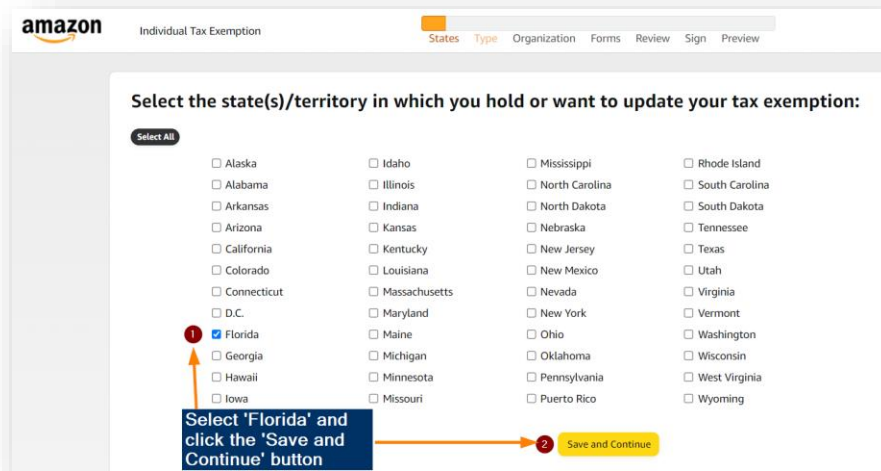 amazon
Individual Tax Exemption
States Type Organization Forms Review Sign Preview
Select the state(s)/territory in which you hold or want to update your tax exemption:
Select All
Alaska Idaho Mississippi Rhode Island
Alabama Illinois North Carolina South Carolina
Arkansas Indiana North Dakota South Dakota
Arizona Kansas Nebraska Tennessee
California Kentucky New Jersey Texas
Colorado Louisiana New Mexico Utah
Connecticut Massachusetts Nevada Virginia
D.C. Maryland New York Vermont
1 Florida Maine Ohio Washington
Georgia Michigan Oklahoma Wisconsin
Hawaii Minnesota Pennsylvania West Virginia
Iowa Missouri Puerto Rico Wyoming
Select 'Florida' and
click the 'Save and
Continue' button
2 Save and Continue